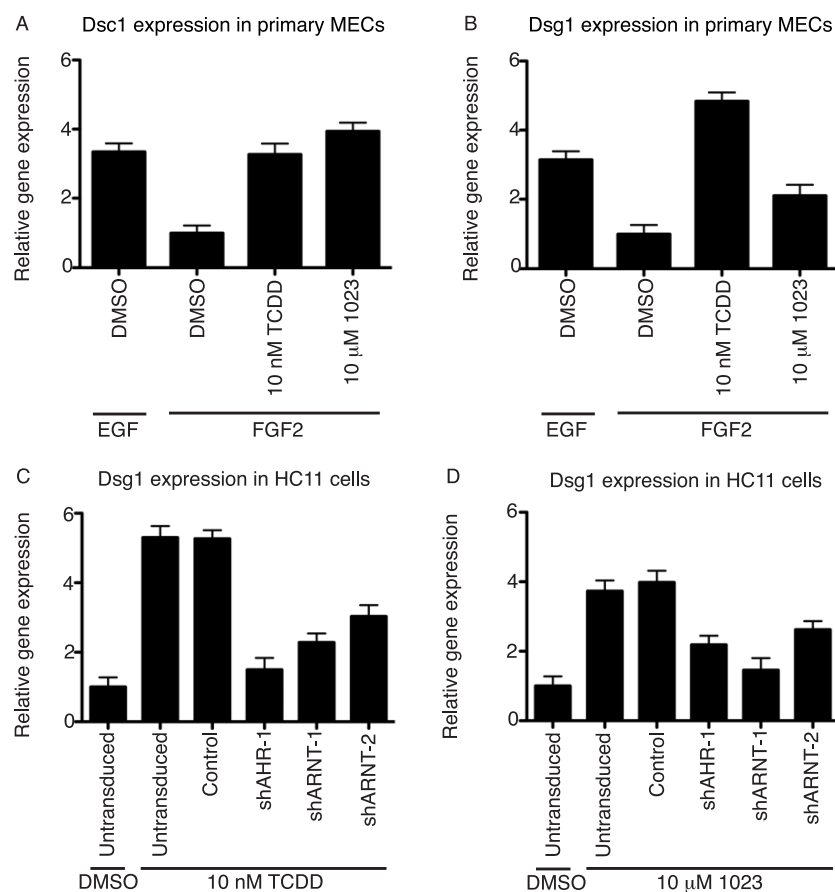 A
Dsc1 expression in primary MECs
Relative gene expression
6
4
2
0
DMSO
DMSO
10 nM TCDD
10 μM 1023
EGF
FGF2
B
Dsg1 expression in primary MECs
Relative gene expression
6
4
2
0
DMSO
DMSO
10 nM TCDD
10 μM 1023
EGF
FGF2
C
Dsg1 expression in HC11 cells
Relative gene expression
6
4
2
0
Untransduced
Untransduced
Control
shAHR-1
shARNT-1
shARNT-2
DMSO
10 nM TCDD
D
Dsg1 expression in HC11 cells
Relative gene expression
6
4
2
0
Untransduced
Untransduced
Control
shAHR-1
shARNT-1
shARNT-2
DMSO
10 μM 1023